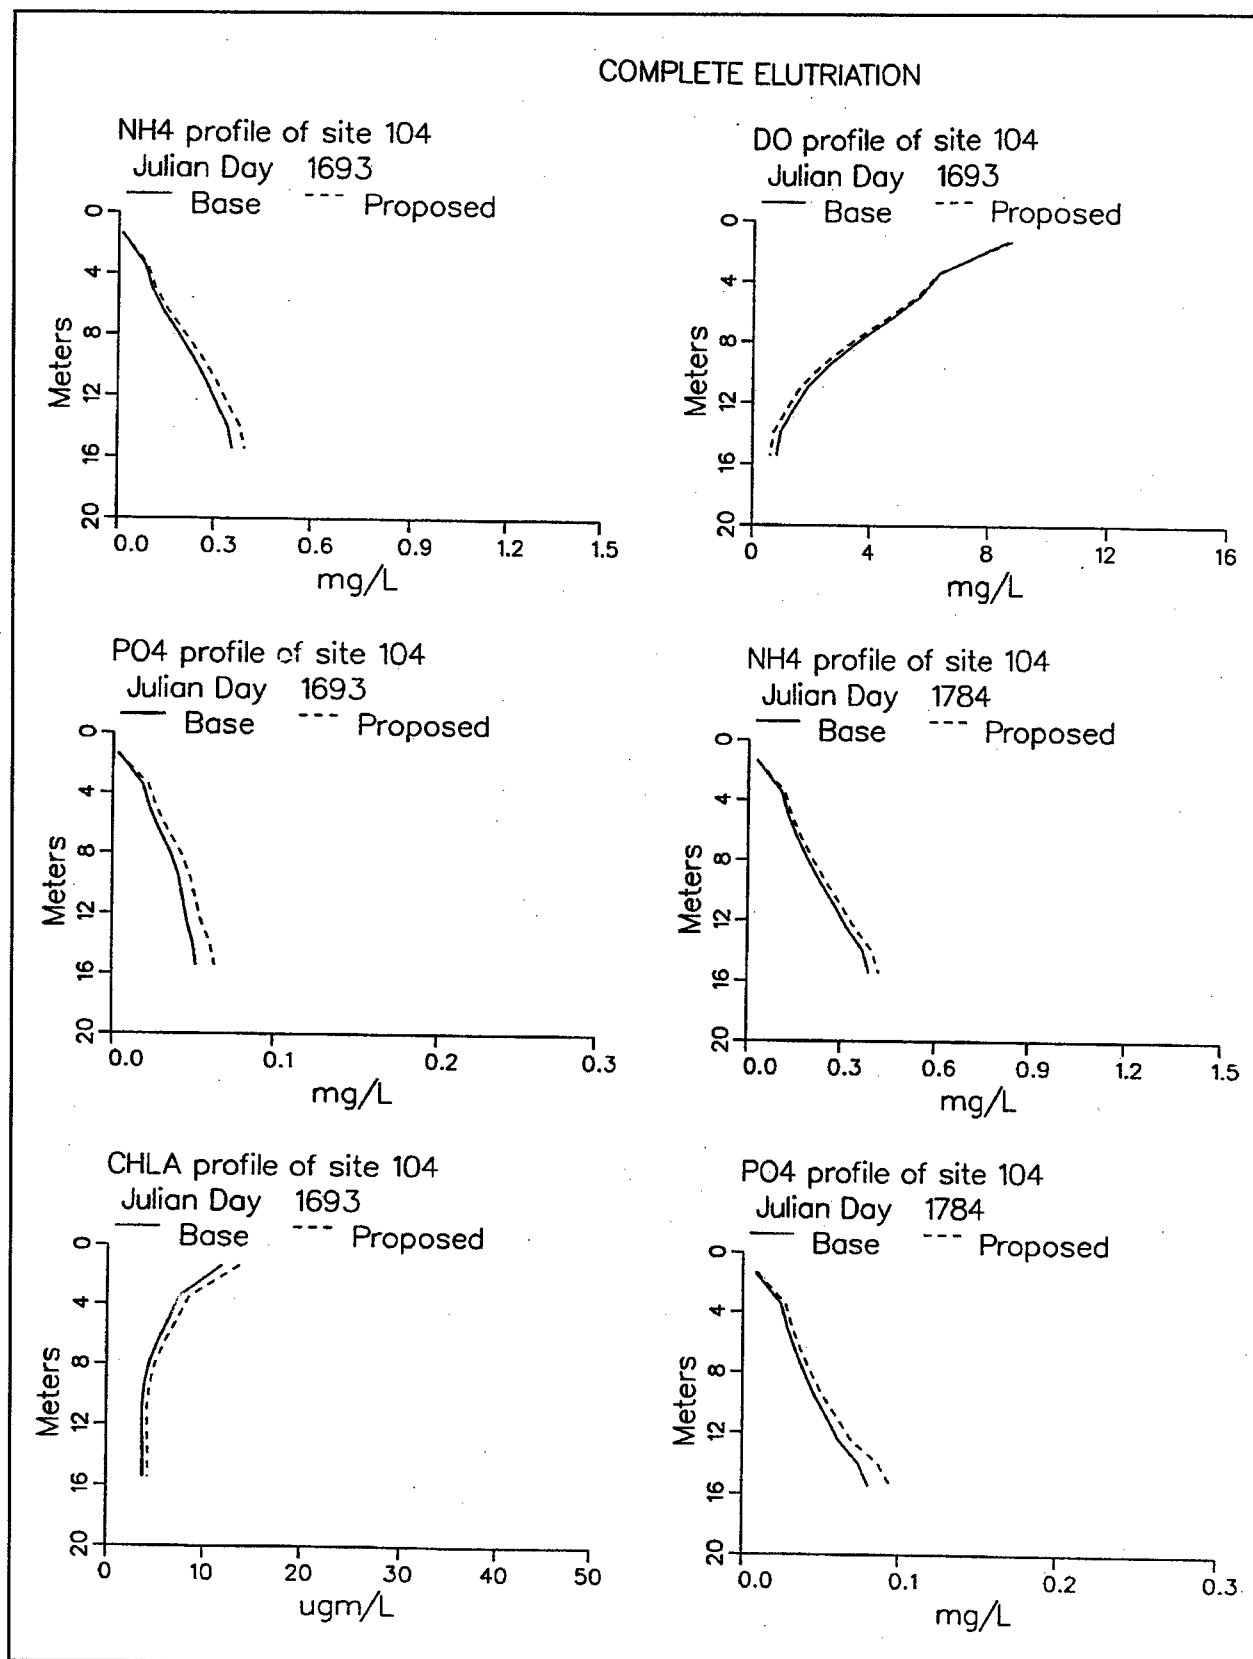 COMPLETE ELUTRIATION
NH4 profile of site 104
Julian Day 1693
Base Proposed
0
4
8
12
16
20
Meters
0.0 0.3 0.6 0.9 1.2 1.5
mg/L
DO profile of site 104
Julian Day 1693
Base Proposed
0
4
8
12
16
20
Meters
0 4 8 12 16
mg/L
PO4 profile of site 104
Julian Day 1693
Base Proposed
0
4
8
12
16
20
Meters
0.0 0.1 0.2 0.3
mg/L
NH4 profile of site 104
Julian Day 1784
Base Proposed
0
4
8
12
16
20
Meters
0.0 0.3 0.6 0.9 1.2 1.5
mg/L
CHLA profile of site 104
Julian Day 1693
Base Proposed
0
4
8
12
16
20
Meters
0 10 20 30 40 50
ugm/L
PO4 profile of site 104
Julian Day 1784
Base Proposed
0
4
8
12
16
20
Meters
0.0 0.1 0.2 0.3
mg/L